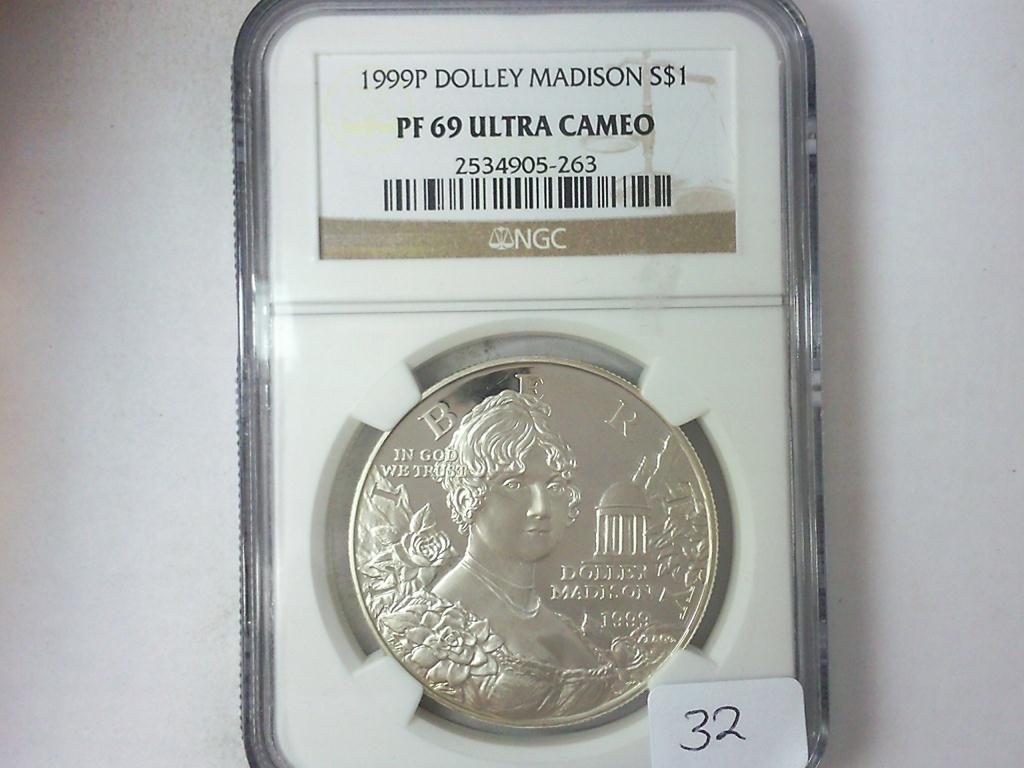 1999P DOLLEY MADISON S$1
PF 69 ULTRA CAMEO
2534905-263
NGC
LIBERTY
IN GOD
WE TRUST
DOLLEY
MADISON
1999
32